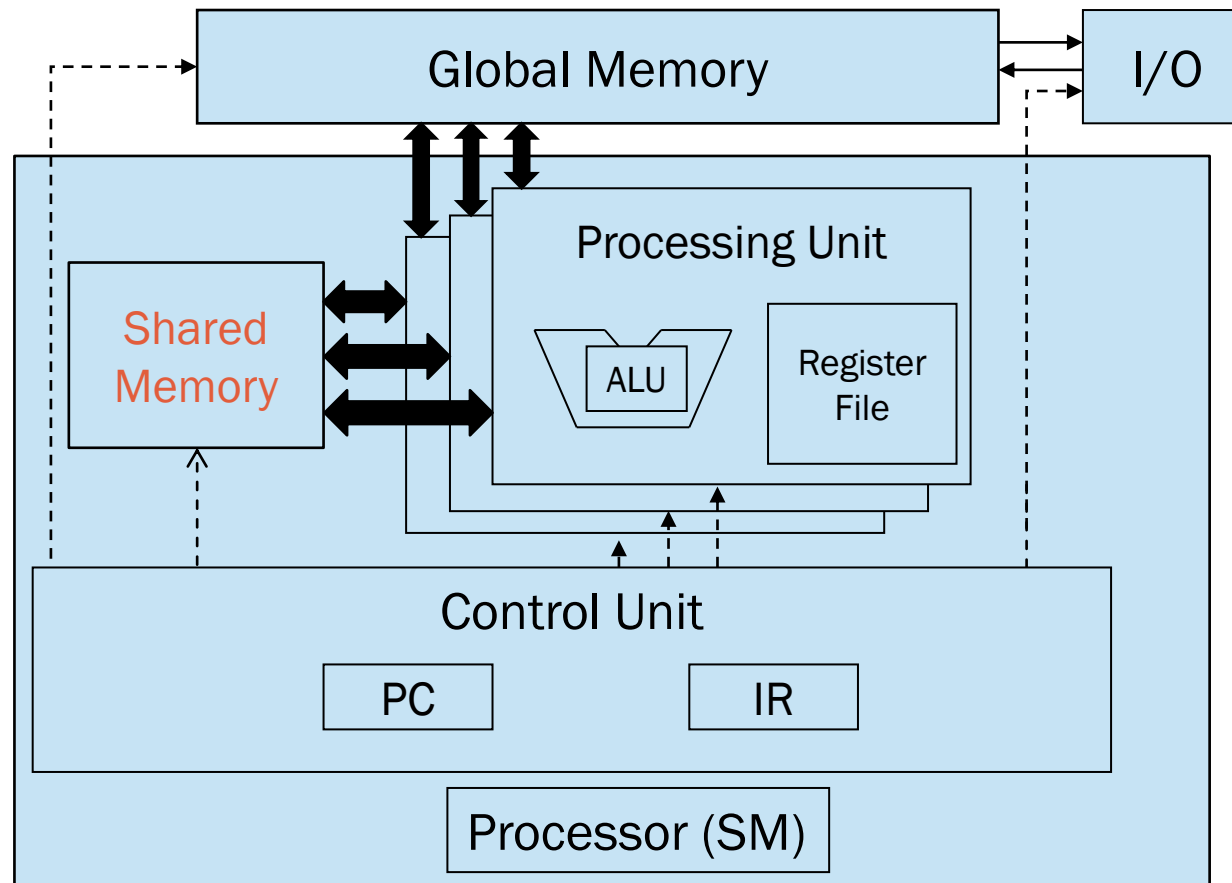 Global Memory
I/O
Processing Unit
Shared
Memory
ALU
Register
File
Control Unit
PC
IR
Processor (SM)